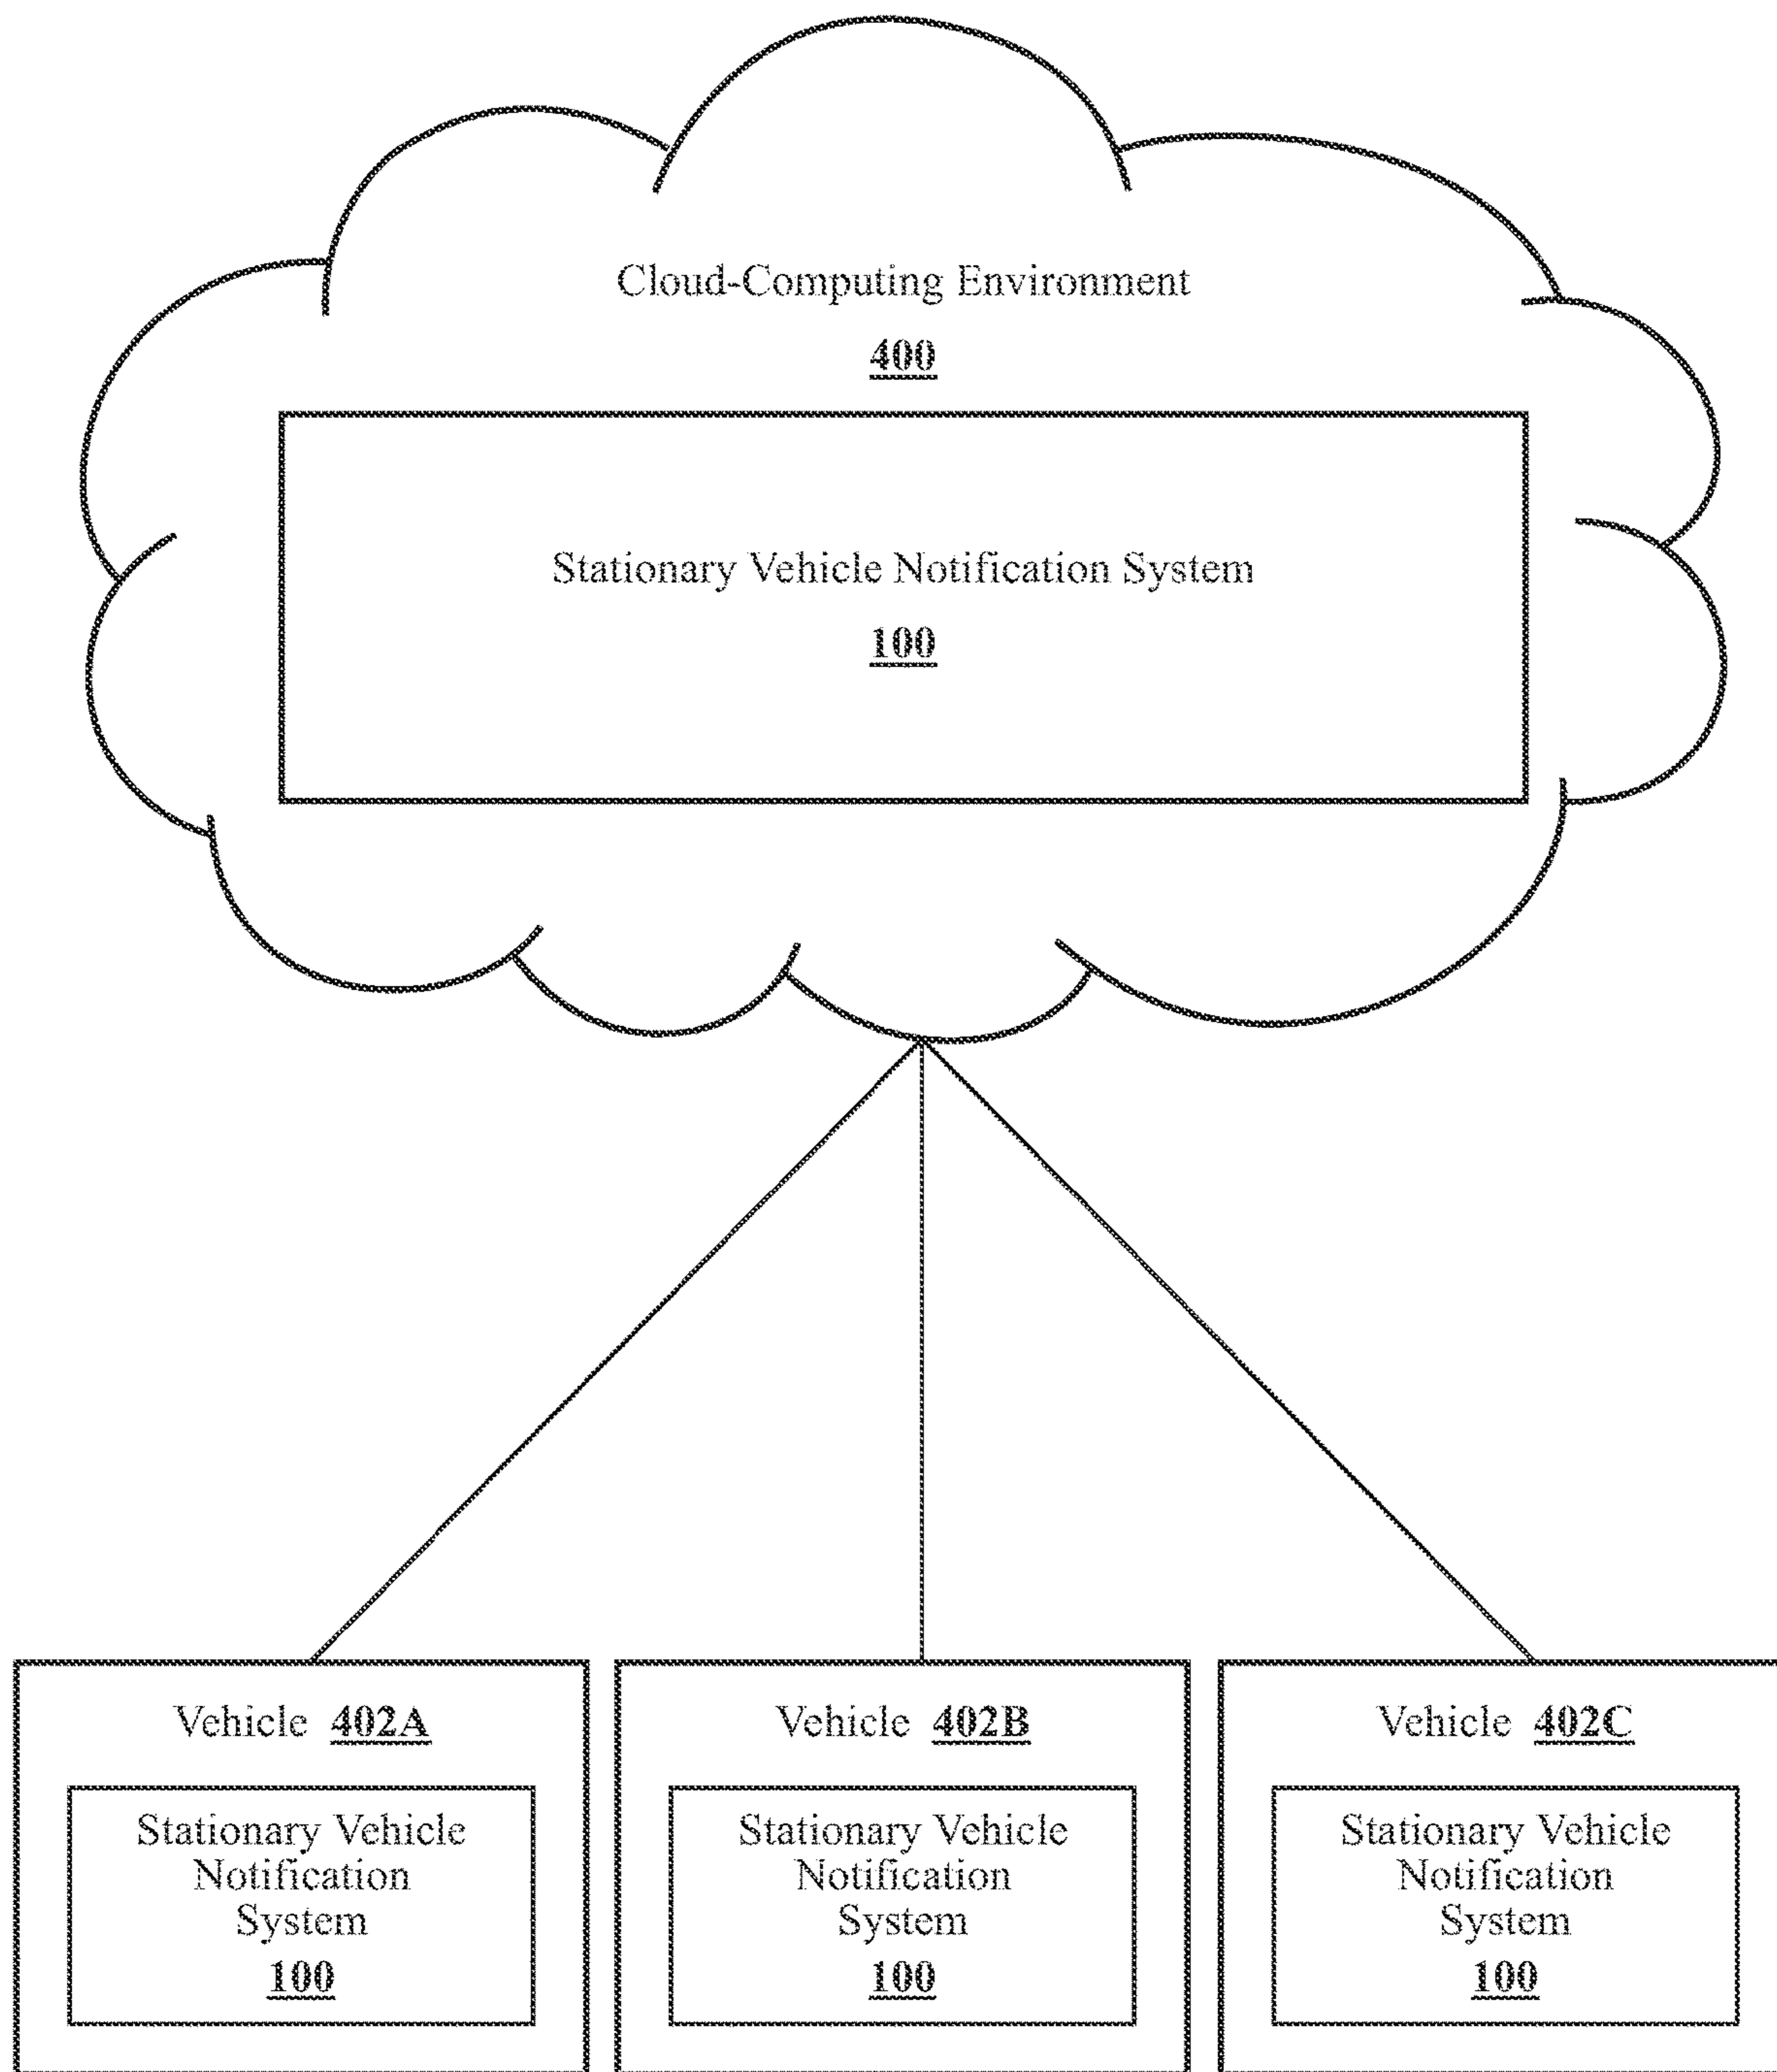 Cloud-Computing Environment
400
Stationary Vehicle Notification System
100
Vehicle 402A
Stationary Vehicle
Notification
System
100
Vehicle 402B
Stationary Vehicle
Notification
System
100
Vehicle 402C
Stationary Vehicle
Notification
System
100